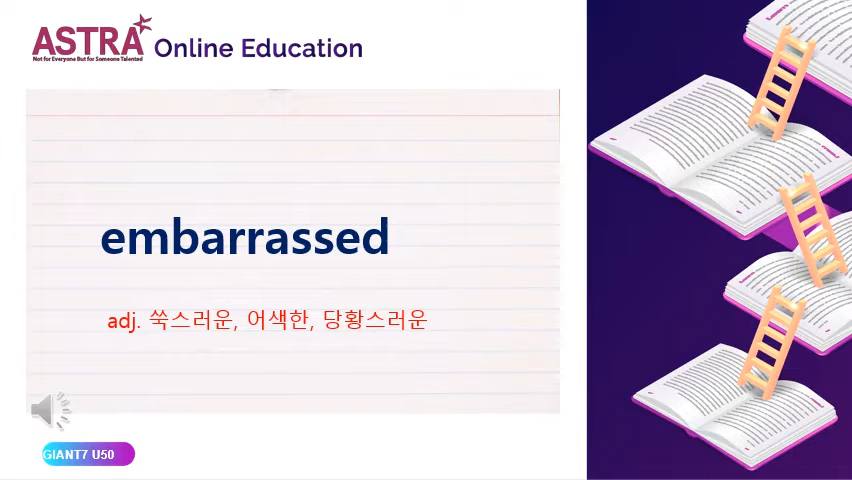 ASTRA Online Education
Not for Everyone But for Someone Talented
embarrassed
adj. 쑥스러운, 어색한, 당황스러운
GIANT7 U50